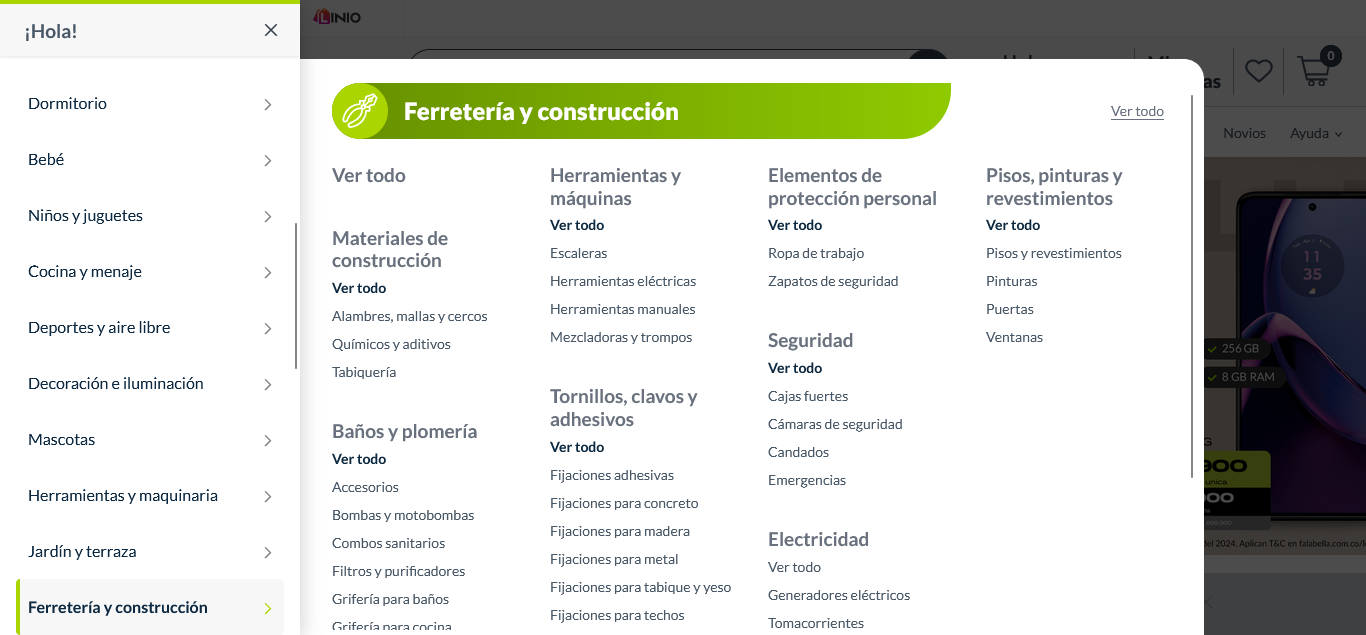 ¡Hola!
Dormitorio
Bebé
Niños y juguetes
Cocina y menaje
Deportes y aire libre
Decoración e iluminación
Mascotas
Herramientas y maquinaria
Jardín y terraza
Ferretería y construcción
LINIO
0
Novios
Ayuda
Ferretería y construcción
Ver todo
Ver todo
Materiales de
construcción
Ver todo
Alambres, mallas y cercos
Químicos y aditivos
Tabiquería
Baños y plomería
Ver todo
Accesorios
Bombas y motobombas
Combos sanitarios
Filtros y purificadores
Grifería para baños
Grifería para cocina
Herramientas y
máquinas
Ver todo
Escaleras
Herramientas eléctricas
Herramientas manuales
Mezcladoras y trompos
Tornillos, clavos y
adhesivos
Ver todo
Fijaciones adhesivas
Fijaciones para concreto
Fijaciones para madera
Fijaciones para metal
Fijaciones para tabique y yeso
Fijaciones para techos
Elementos de
protección personal
Ver todo
Ropa de trabajo
Zapatos de seguridad
Seguridad
Ver todo
Cajas fuertes
Cámaras de seguridad
Candados
Emergencias
Electricidad
Ver todo
Generadores eléctricos
Tomacorrientes
Pisos, pinturas y
revestimientos
Ver todo
Pisos y revestimientos
Pinturas
Puertas
Ventanas
11
35
256 GB
8 GB RAM
900
unica
900
del 2024. Aplican T&C en falabella.com.co/